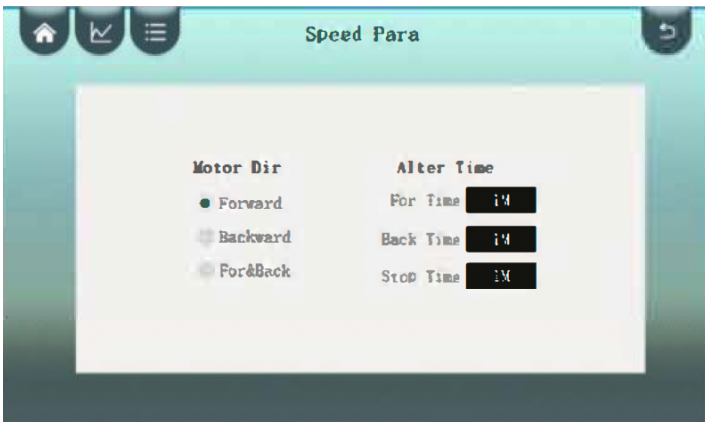 Speed Para
Motor Dir
Forward
Backward
For&Back
Alter Time
For Time 1M
Back Time 1M
Stop Time 1M